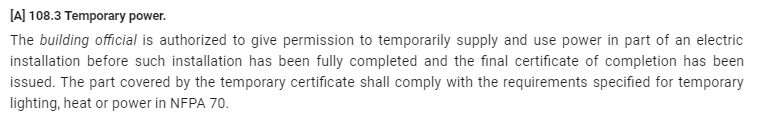 [A] 108.3 Temporary power.
The building official is authorized to give permission to temporarily supply and use power in part of an electric
installation before such installation has been fully completed and the final certificate of completion has been
issued. The part covered by the temporary certificate shall comply with the requirements specified for temporary
lighting, heat or power in NFPA 70.